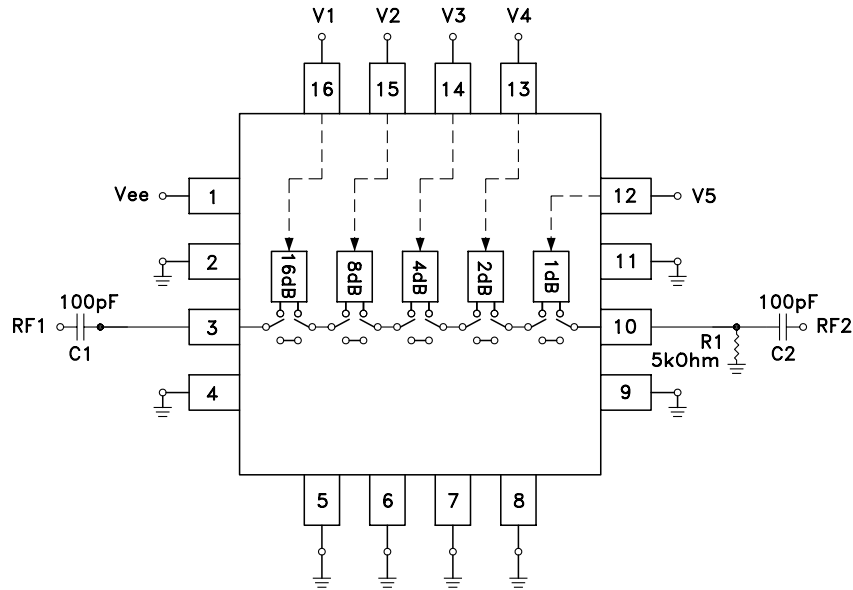 V1 V2 V3 V4
16 15 14 13
Vee 1 12 V5
2 11
16dB 8dB 4dB 2dB 1dB
100pF 100pF
RF1 3 10 RF2
C1 R1 C2
5kOhm
4 9
5 6 7 8